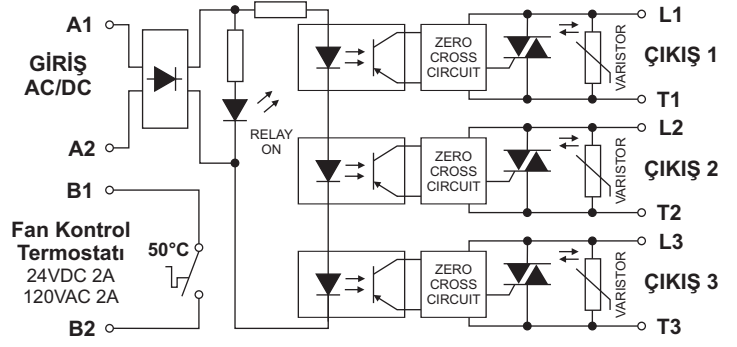 A1
GİRİŞ
AC/DC
A2
RELAY
ON
B1
Fan Kontrol
Termostatı
24VDC 2A
120VAC 2A
50°C
B2
ZERO
CROSS
CIRCUIT
VARISTOR
L1
ÇIKIŞ 1
T1
ZERO
CROSS
CIRCUIT
VARISTOR
L2
ÇIKIŞ 2
T2
ZERO
CROSS
CIRCUIT
VARISTOR
L3
ÇIKIŞ 3
T3